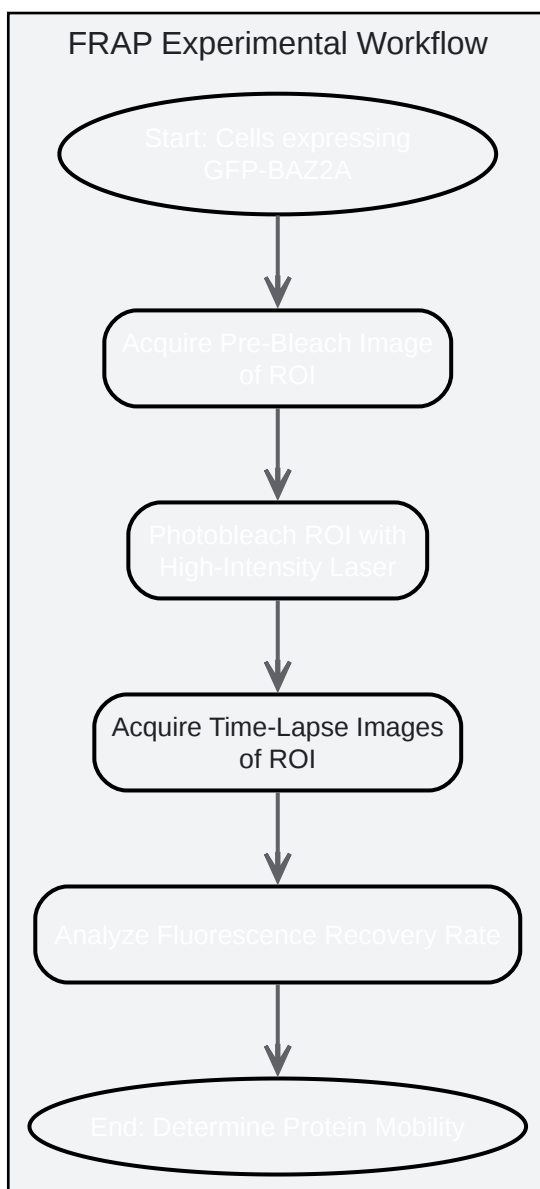 FRAP Experimental Workflow
Start: Cells expressing
GFP-BAZ2A
Acquire Pre-Bleach Image
of ROI
Photobleach ROI with
High-Intensity Laser
Acquire Time-Lapse Images
of ROI
Analyze Fluorescence Recovery Rate
End: Determine Protein Mobility